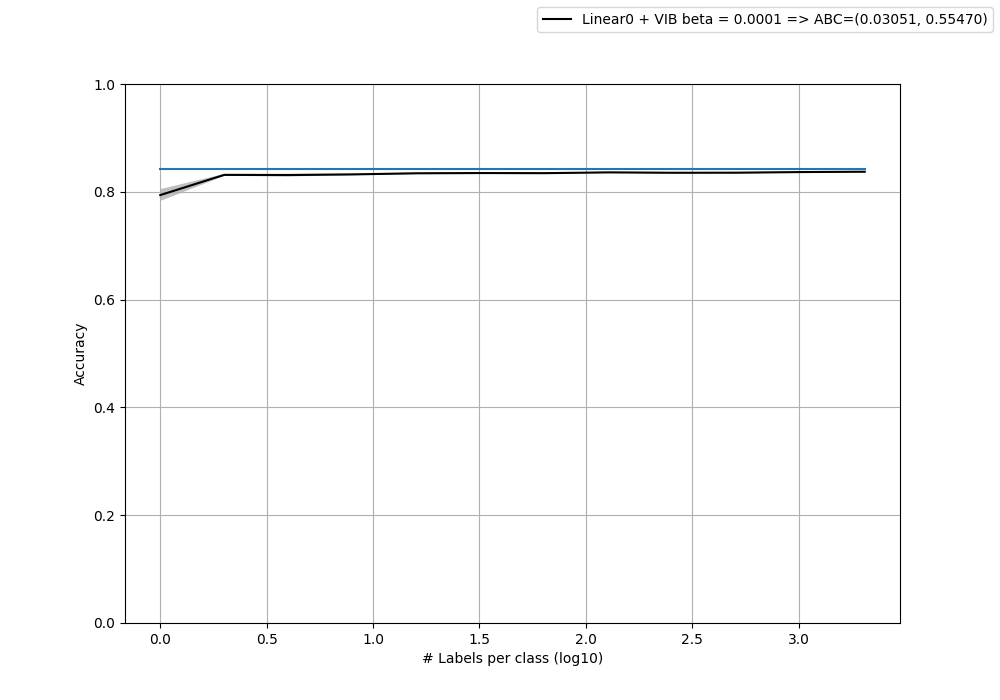 Linear0 + VIB beta = 0.0001 => ABC=(0.03051, 0.55470)
1.0
0.8
0.6
0.4
0.2
0.0
Accuracy
0.0 0.5 1.0 1.5 2.0 2.5 3.0
# Labels per class (log10)